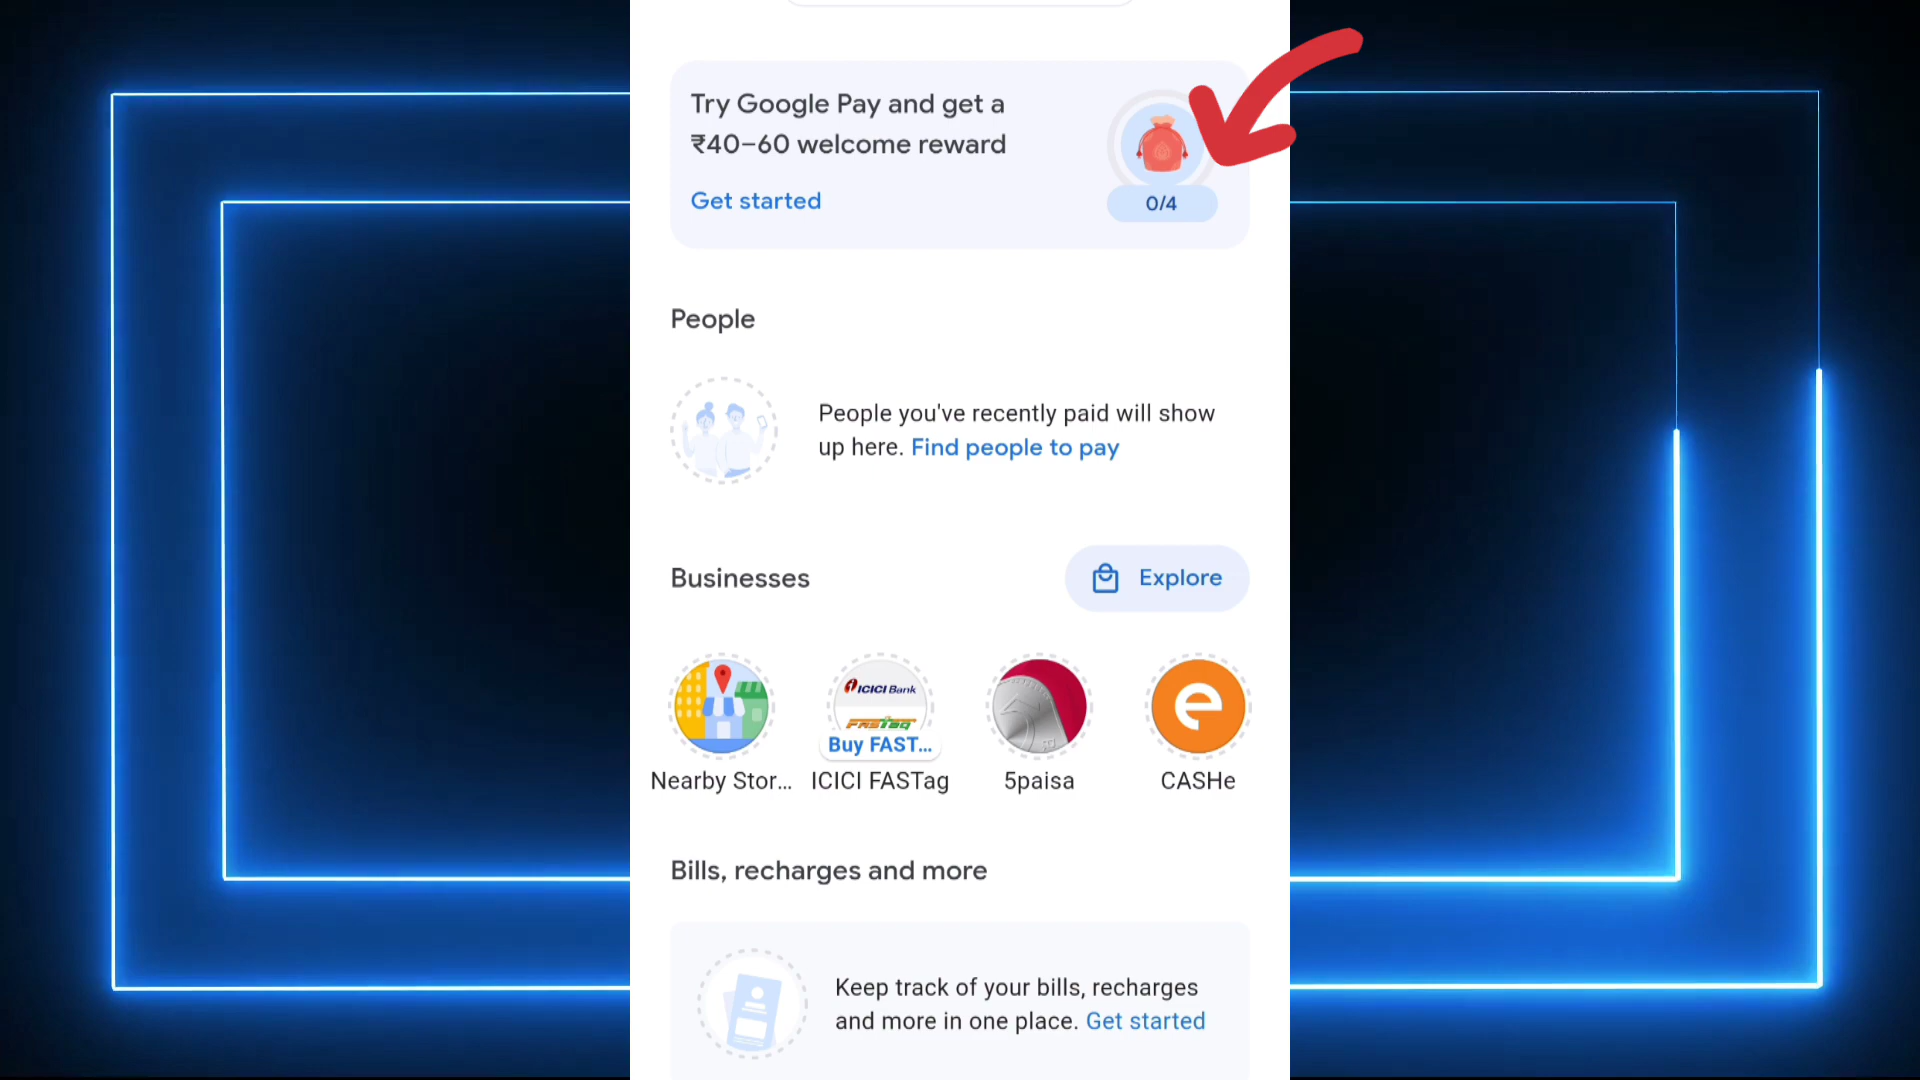 Try Google Pay and get a
₹40–60 welcome reward
Get started
0/4
People
People you've recently paid will show
up here. Find people to pay
Businesses
Explore
ICICI Bank
FASTag
Buy FAST...
Nearby Stor...
ICICI FASTag
5paisa
CASHe
Bills, recharges and more
Keep track of your bills, recharges
and more in one place. Get started